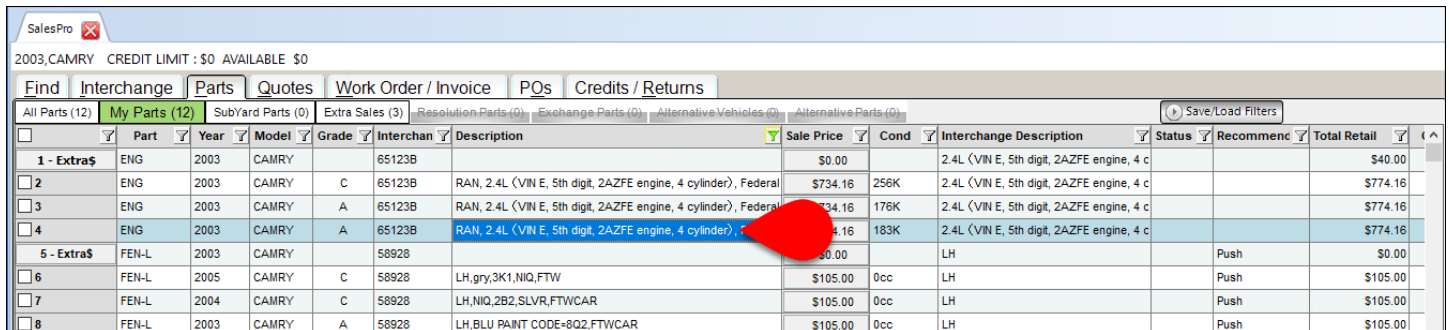 SalesPro
2003,CAMRY CREDIT LIMIT : $0 AVAILABLE $0
Find Interchange Parts Quotes Work Order / Invoice POs Credits / Returns
All Parts (12) My Parts (12) SubYard Parts (0) Extra Sales (3) Resolution Parts (0) Exchange Parts (0) Alternative Vehicles (0) Alternative Parts (0) Save/Load Filters
Part Year Model Grade Interchan Description Sale Price Cond Interchange Description Status Recommenc Total Retail
1 - Extra$ ENG 2003 CAMRY 65123B $0.00 2.4L (VIN E, 5th digit, 2AZFE engine, 4 c $40.00
2 ENG 2003 CAMRY C 65123B RAN, 2.4L (VIN E, 5th digit, 2AZFE engine, 4 cylinder), Federal $734.16 256K 2.4L (VIN E, 5th digit, 2AZFE engine, 4 c $774.16
3 ENG 2003 CAMRY A 65123B RAN, 2.4L (VIN E, 5th digit, 2AZFE engine, 4 cylinder), Federal 734.16 176K 2.4L (VIN E, 5th digit, 2AZFE engine, 4 c $774.16
4 ENG 2003 CAMRY A 65123B RAN, 2.4L (VIN E, 5th digit, 2AZFE engine, 4 cylinder), 4.16 183K 2.4L (VIN E, 5th digit, 2AZFE engine, 4 c $774.16
5 - Extra$ FEN-L 2003 CAMRY 58928 $0.00 LH Push $0.00
6 FEN-L 2005 CAMRY C 58928 LH,gry,3K1,NIQ,FTW $105.00 0cc LH Push $105.00
7 FEN-L 2004 CAMRY C 58928 LH,NIQ,2B2,SLVR,FTWCAR $105.00 0cc LH Push $105.00
8 FEN-L 2003 CAMRY A 58928 LH,BLU PAINT CODE=8Q2,FTWCAR $105.00 0cc LH Push $105.00